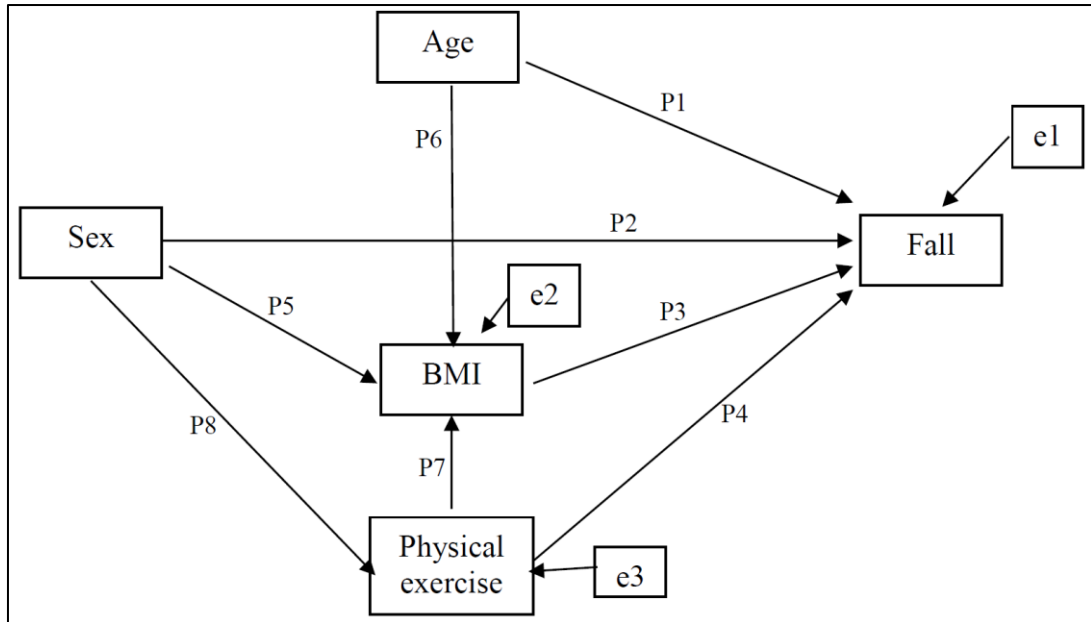 Age
P1
e1
P6
Sex
P2
Fall
e2
P5
P3
BMI
P8
P4
P7
Physical
exercise
e3